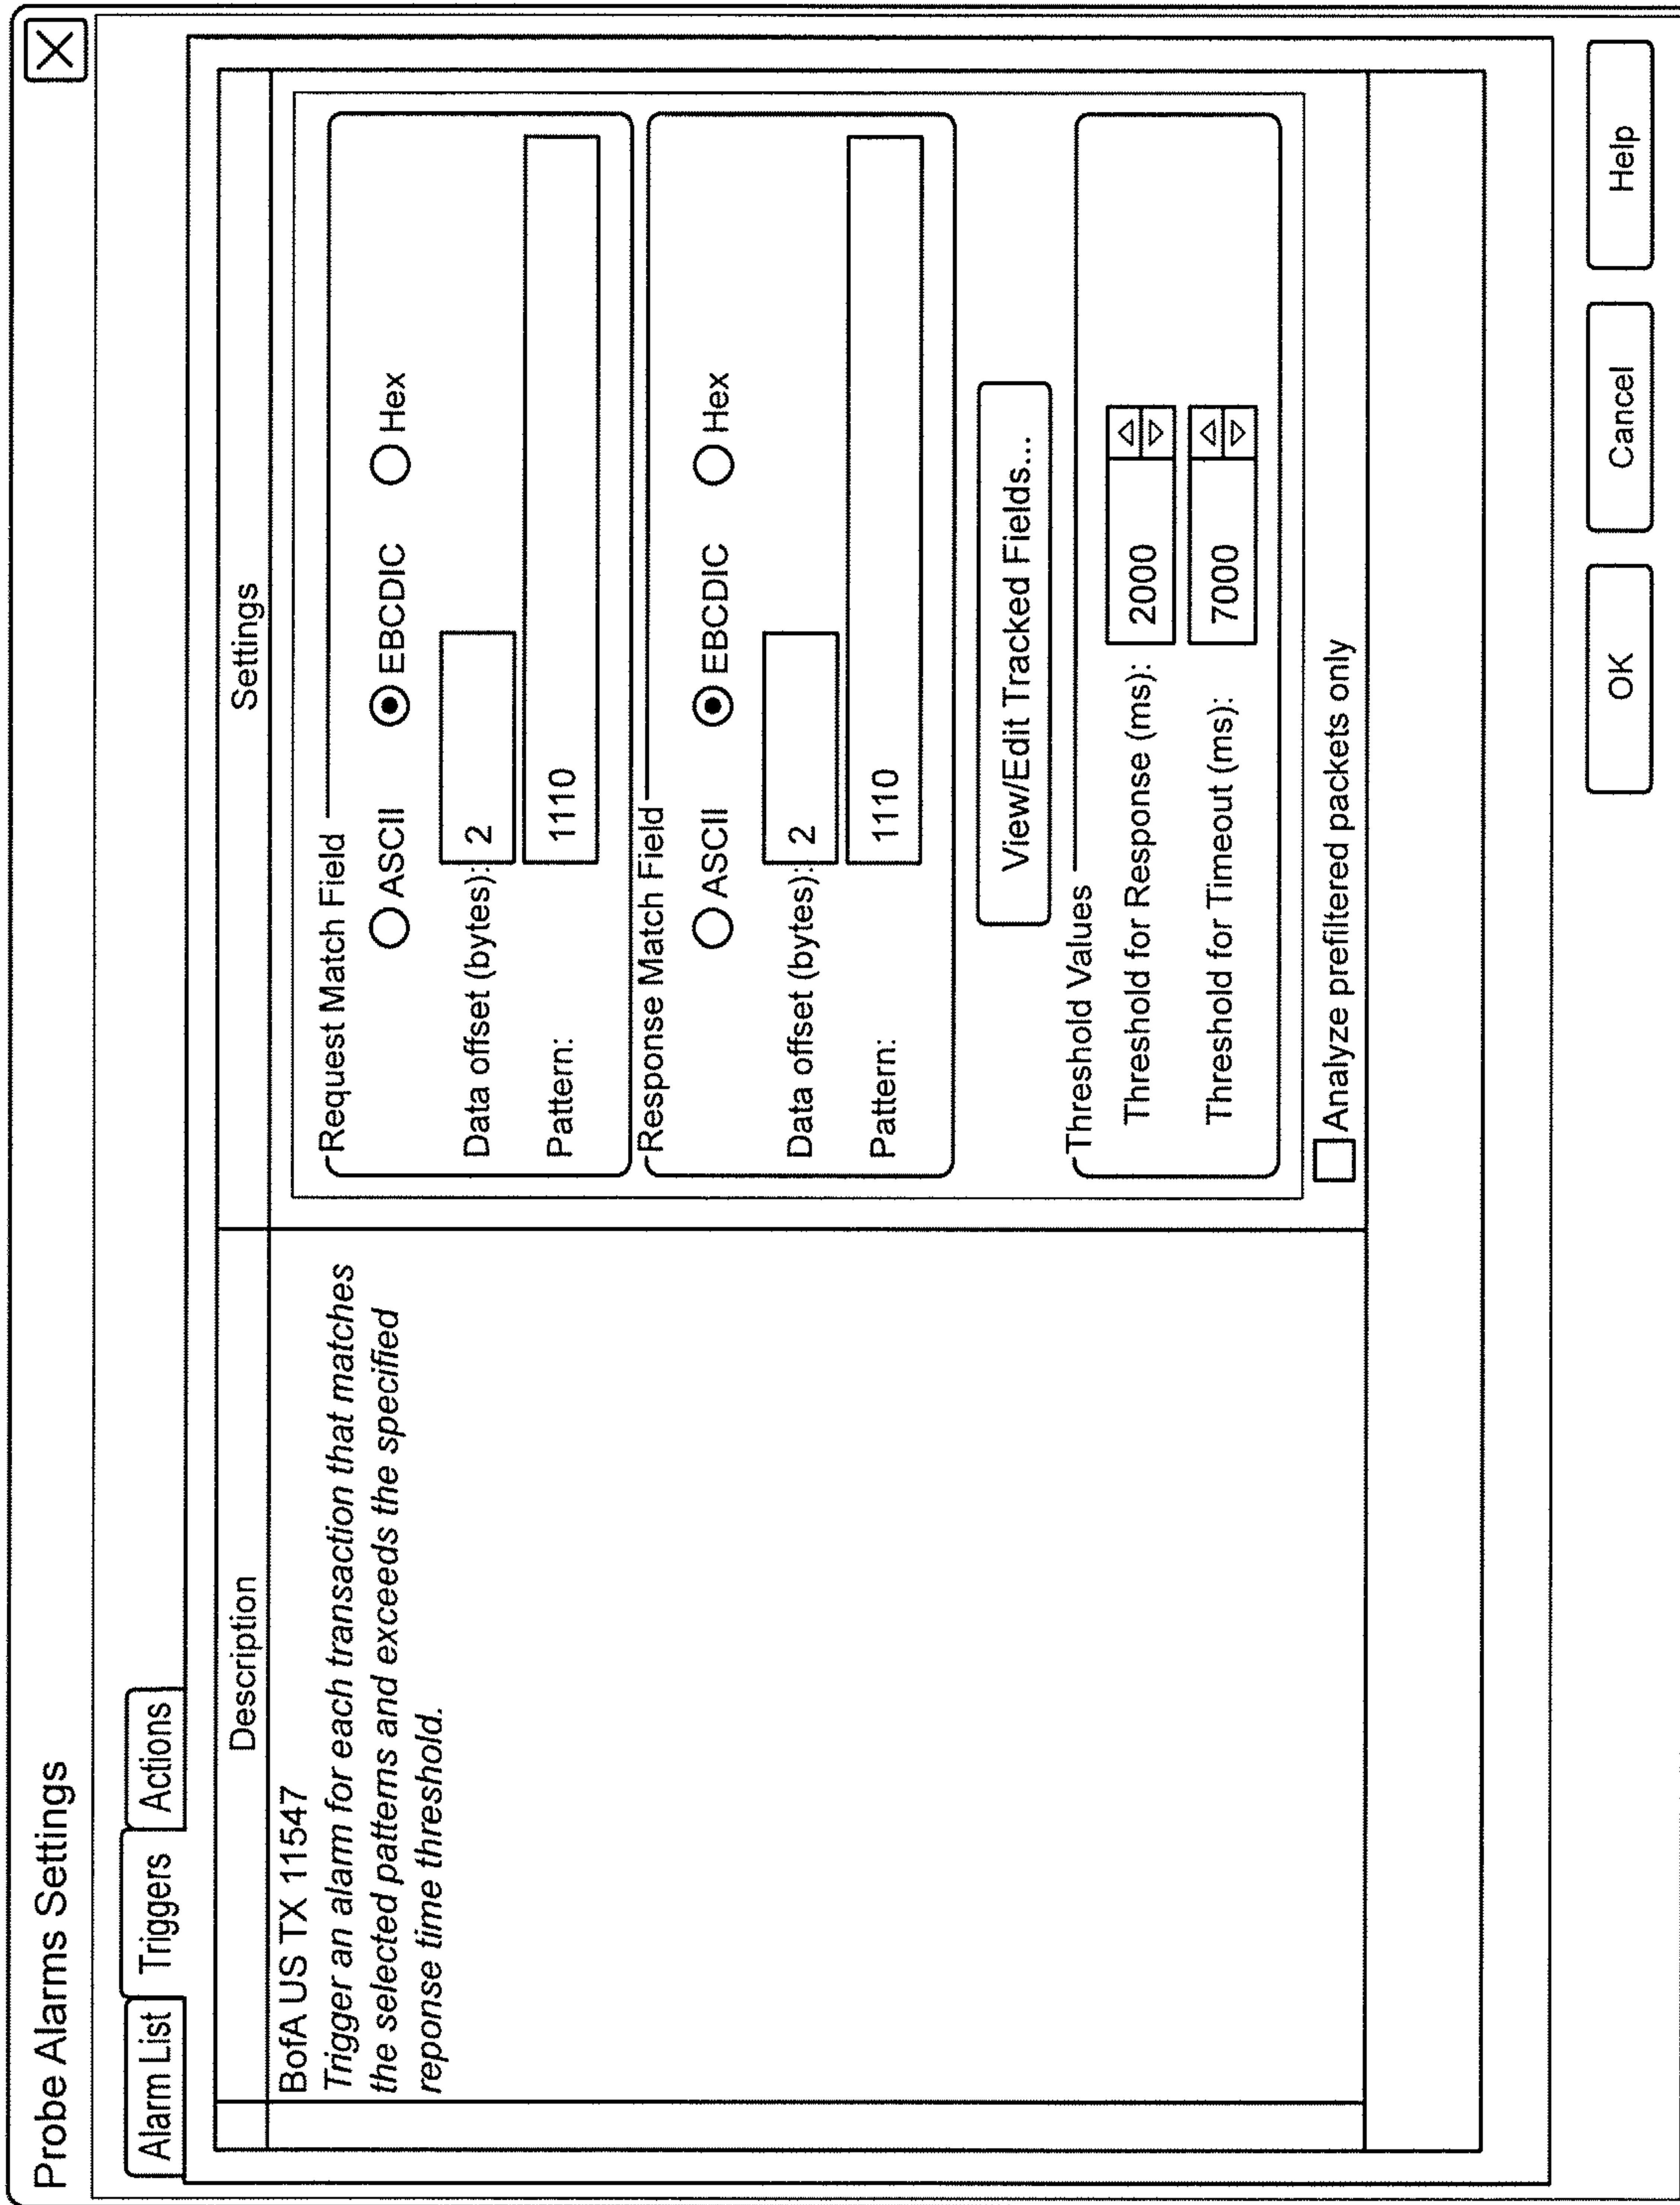 Probe Alarms Settings
Alarm List
Triggers
Actions
Description
Settings
BofA US TX 11547
Trigger an alarm for each transaction that matches
the selected patterns and exceeds the specified
reponse time threshold.
Request Match Field
ASCII
EBCDIC
Hex
Data offset (bytes): 2
Pattern: 1110
Response Match Field
ASCII
EBCDIC
Hex
Data offset (bytes): 2
Pattern: 1110
View/Edit Tracked Fields...
Threshold Values
Threshold for Response (ms): 2000
Threshold for Timeout (ms): 7000
Analyze prefiltered packets only
OK
Cancel
Help